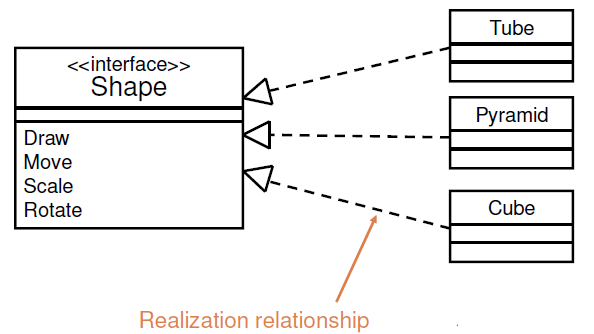 <<interface>>
Shape
Draw
Move
Scale
Rotate
Tube
Pyramid
Cube
Realization relationship